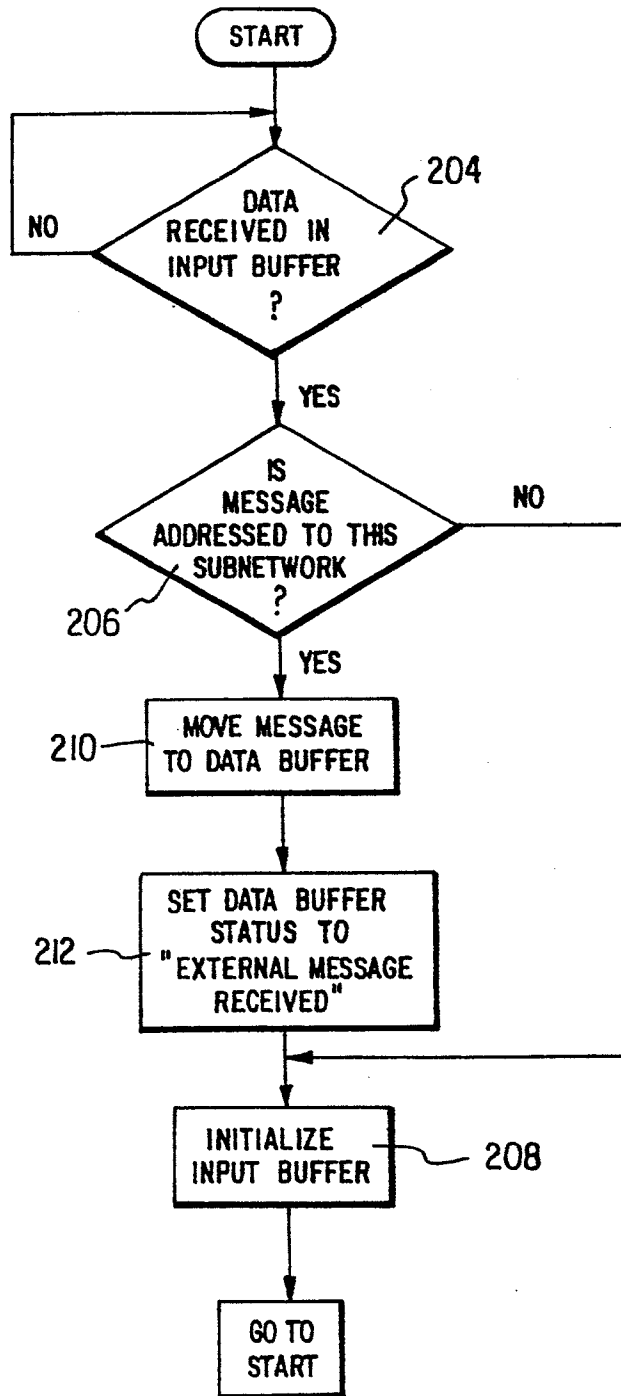 START
204
DATA
RECEIVED IN
INPUT BUFFER
?
NO
YES
IS
MESSAGE
ADDRESSED TO THIS
SUBNETWORK
?
NO
206
YES
210
MOVE MESSAGE
TO DATA BUFFER
212
SET DATA BUFFER
STATUS TO
"EXTERNAL MESSAGE
RECEIVED"
INITIALIZE
INPUT BUFFER
208
GO TO
START